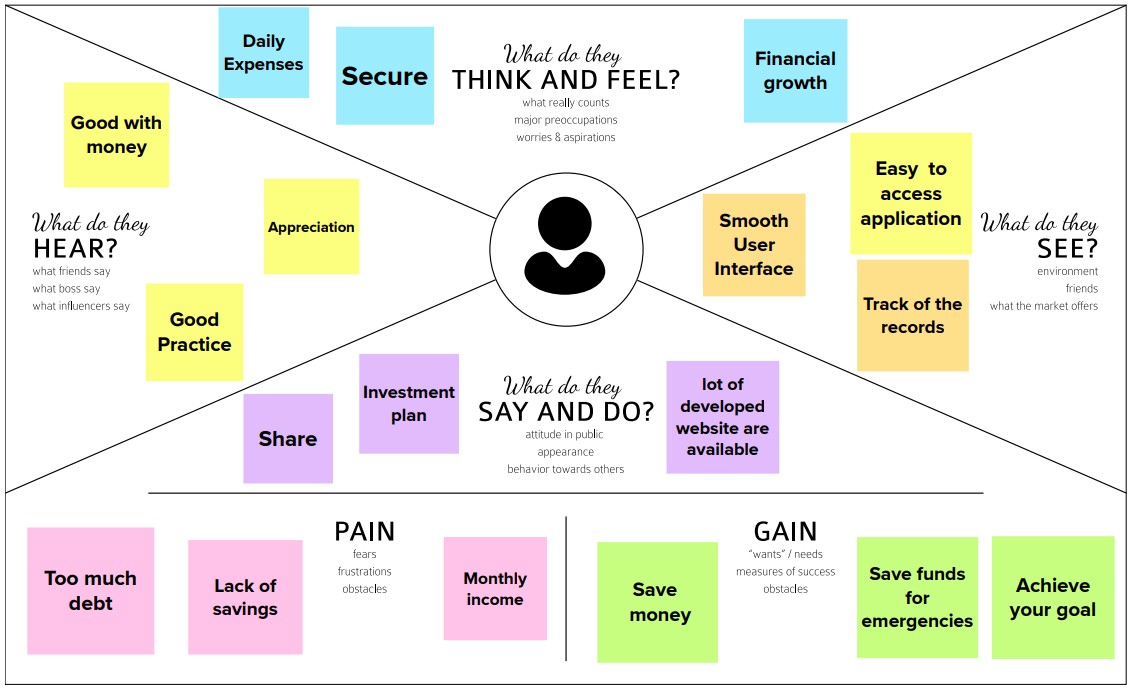 Daily
Expenses
Secure
What do they
THINK AND FEEL?
what really counts
major preoccupations
worries & aspirations
Financial
growth
Good with
money
Appreciation
What do they
HEAR?
what friends say
what boss say
what influencers say
Good
Practice
Easy to
access
application
Smooth
User
Interface
What do they
SEE?
environment
friends
what the market offers
Track of the
records
Share
Investment
plan
What do they
SAY AND DO?
attitude in public
appearance
behavior towards others
lot of
developed
website are
available
PAIN
fears
frustrations
obstacles
Too much
debt
Lack of
savings
Monthly
income
GAIN
"wants" / needs
measures of success
obstacles
Save
money
Save funds
for
emergencies
Achieve
your goal